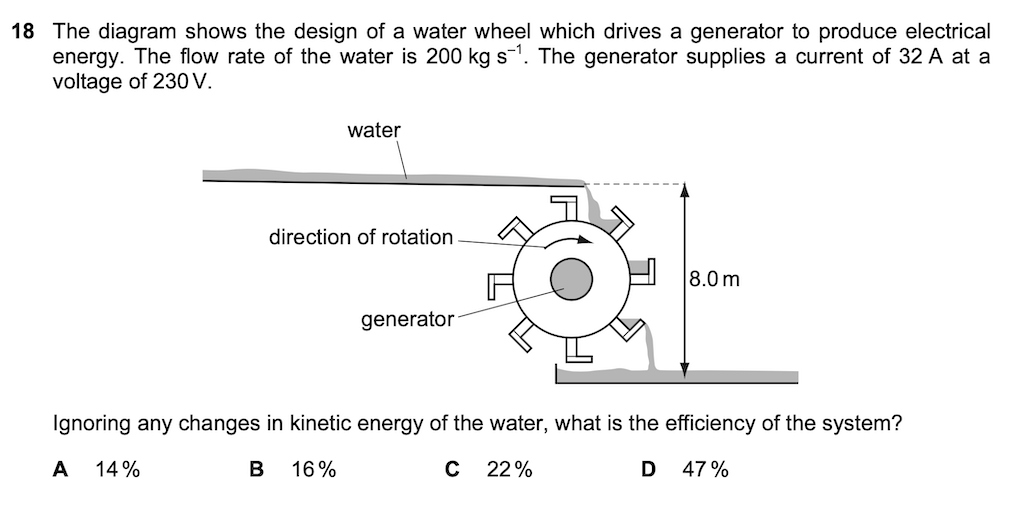 18 The diagram shows the design of a water wheel which drives a generator to produce electrical
energy. The flow rate of the water is 200 kg s⁻¹. The generator supplies a current of 32 A at a
voltage of 230 V.
water
direction of rotation
8.0 m
generator
Ignoring any changes in kinetic energy of the water, what is the efficiency of the system?
A 14 % B 16 % C 22 % D 47 %